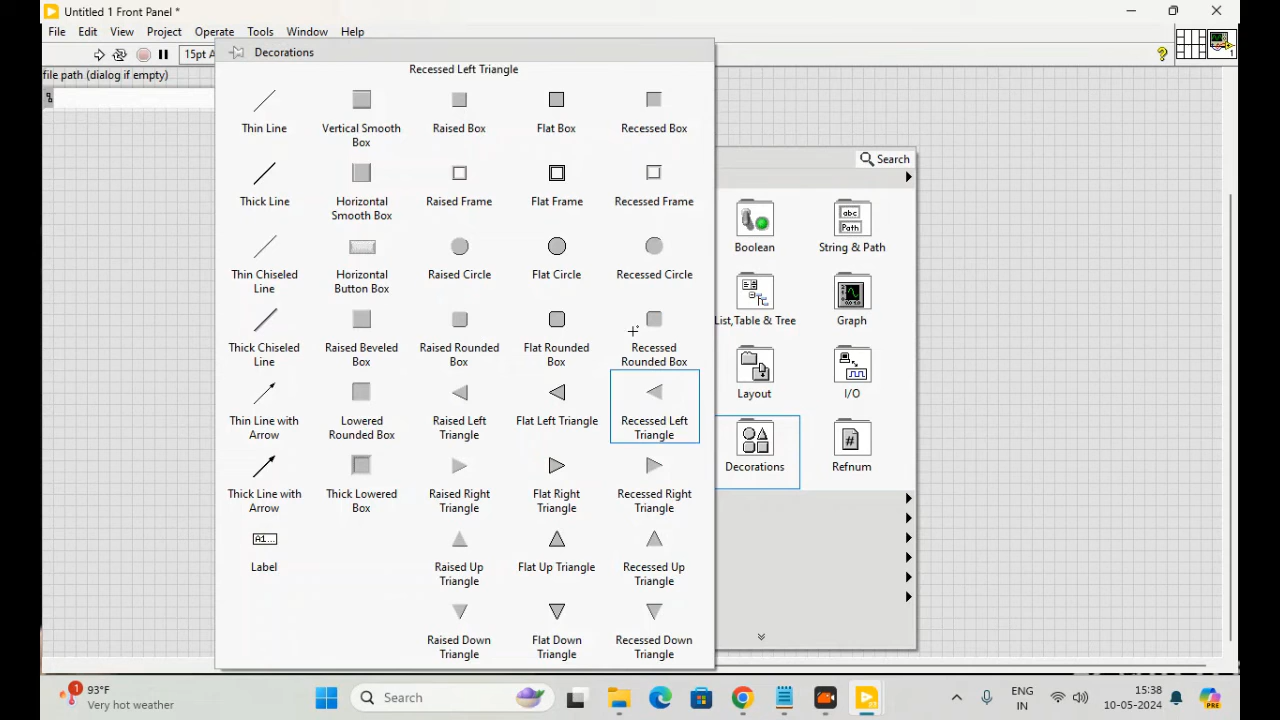 Untitled 1 Front Panel *
File Edit View Project Operate Tools Window Help
15pt A
file path (dialog if empty)
Decorations
Recessed Left Triangle
Thin Line
Vertical Smooth
Box
Raised Box
Flat Box
Recessed Box
Thick Line
Horizontal
Smooth Box
Raised Frame
Flat Frame
Recessed Frame
Thin Chiseled
Line
Horizontal
Button Box
Raised Circle
Flat Circle
Recessed Circle
Thick Chiseled
Line
Raised Beveled
Box
Raised Rounded
Box
Flat Rounded
Box
Recessed
Rounded Box
Thin Line with
Arrow
Lowered
Rounded Box
Raised Left
Triangle
Flat Left Triangle
Recessed Left
Triangle
Thick Line with
Arrow
Thick Lowered
Box
Raised Right
Triangle
Flat Right
Triangle
Recessed Right
Triangle
A1...
Label
Raised Up
Triangle
Flat Up Triangle
Recessed Up
Triangle
Raised Down
Triangle
Flat Down
Triangle
Recessed Down
Triangle
Search
Boolean
abc
Path
String & Path
List,Table & Tree
Graph
Layout
I/O
Decorations
#
Refnum
1
1
93°F
Very hot weather
Search
ENG
IN
15:38
10-05-2024
PRE